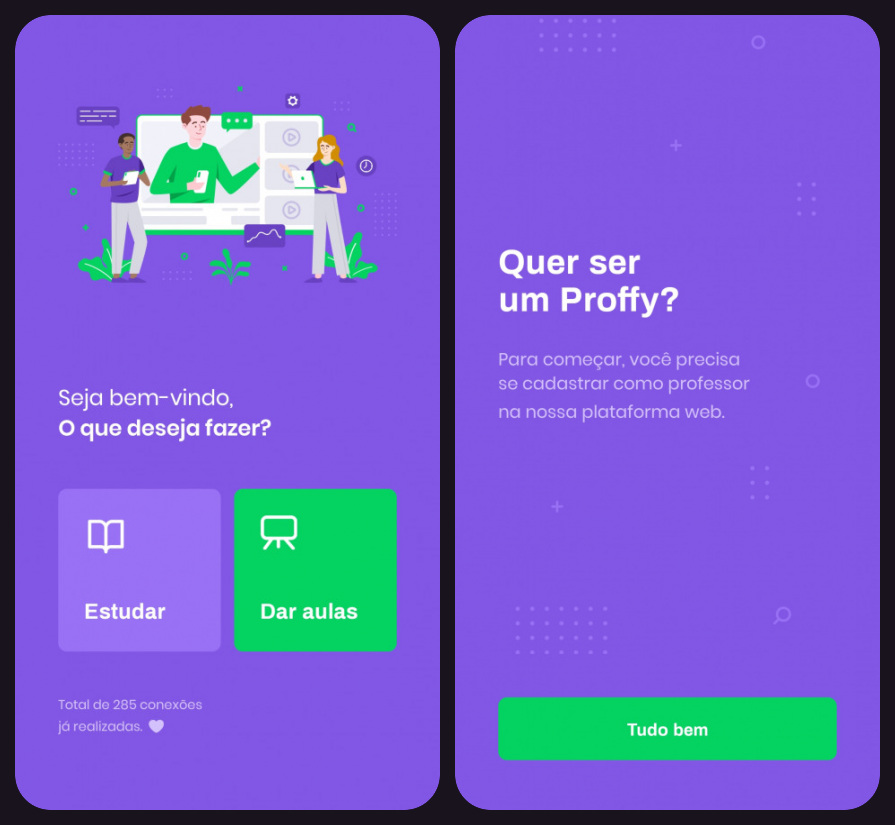 Seja bem-vindo,
O que deseja fazer?
Estudar
Dar aulas
Total de 285 conexões
já realizadas.
Quer ser
um Proffy?
Para começar, você precisa
se cadastrar como professor
na nossa plataforma web.
Tudo bem